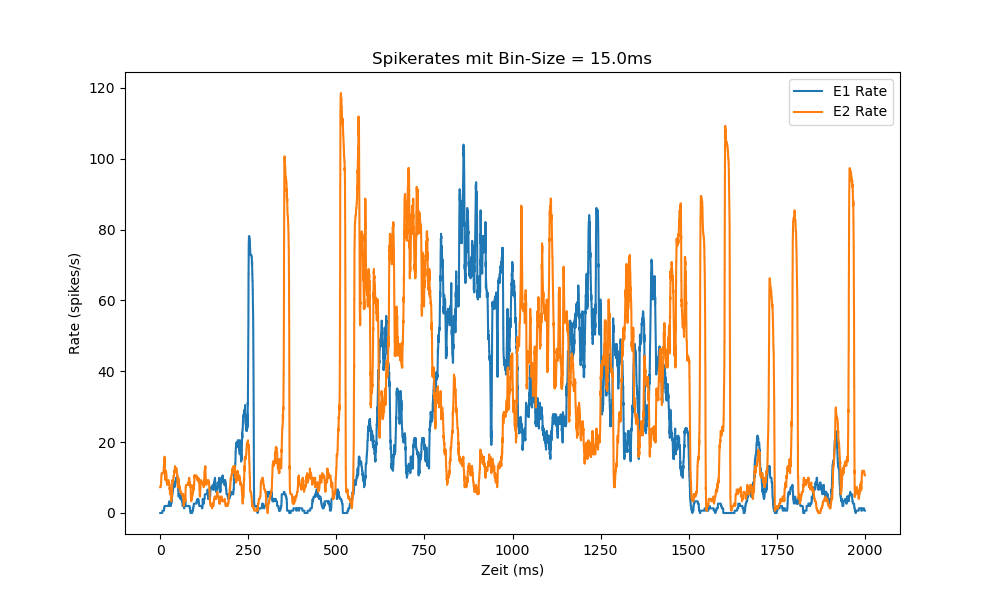 Spikerates mit Bin-Size = 15.0ms
E1 Rate
E2 Rate
120
100
80
60
40
20
0
Rate (spikes/s)
0 250 500 750 1000 1250 1500 1750 2000
Zeit (ms)